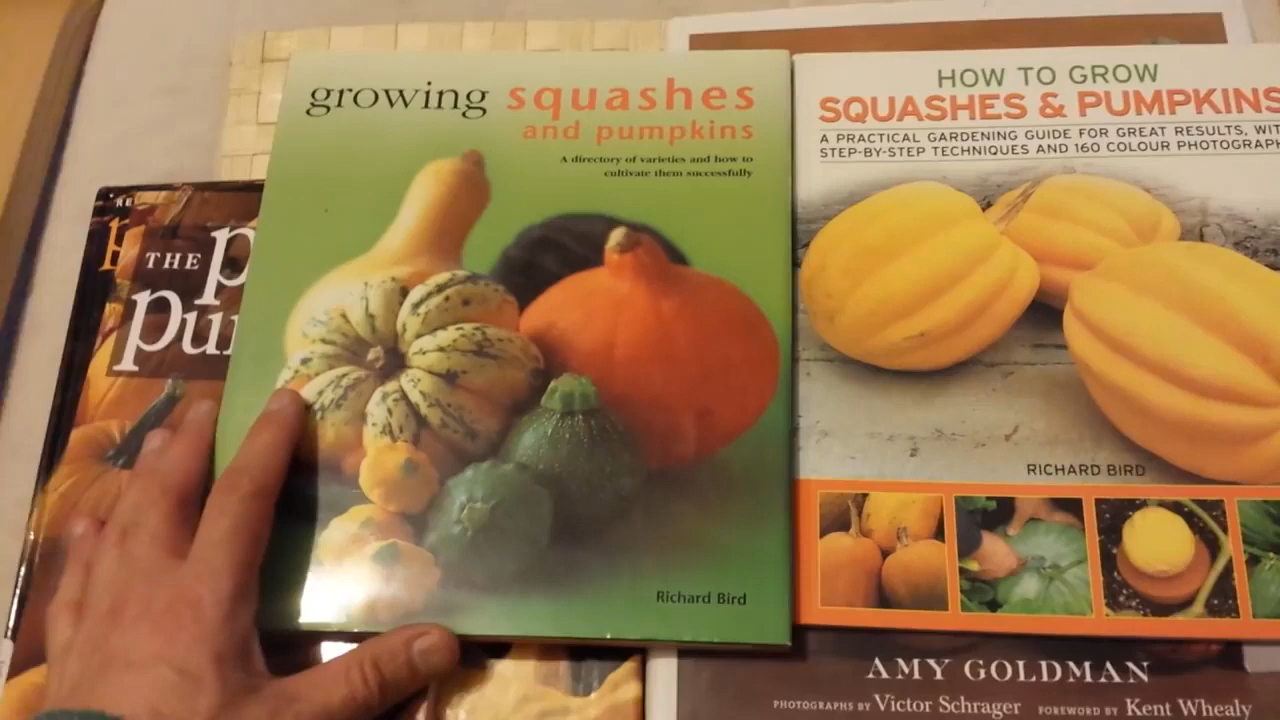 growing squashes
and pumpkins
A directory of varieties and how to
cultivate them successfully
Richard Bird
HOW TO GROW
SQUASHES & PUMPKINS
A PRACTICAL GARDENING GUIDE FOR GREAT RESULTS, WIT
STEP-BY-STEP TECHNIQUES AND 160 COLOUR PHOTOGRAPH
RICHARD BIRD
THE p
pu
AMY GOLDMAN
PHOTOGRAPHS BY Victor Schrager FOREWORD BY Kent Whealy